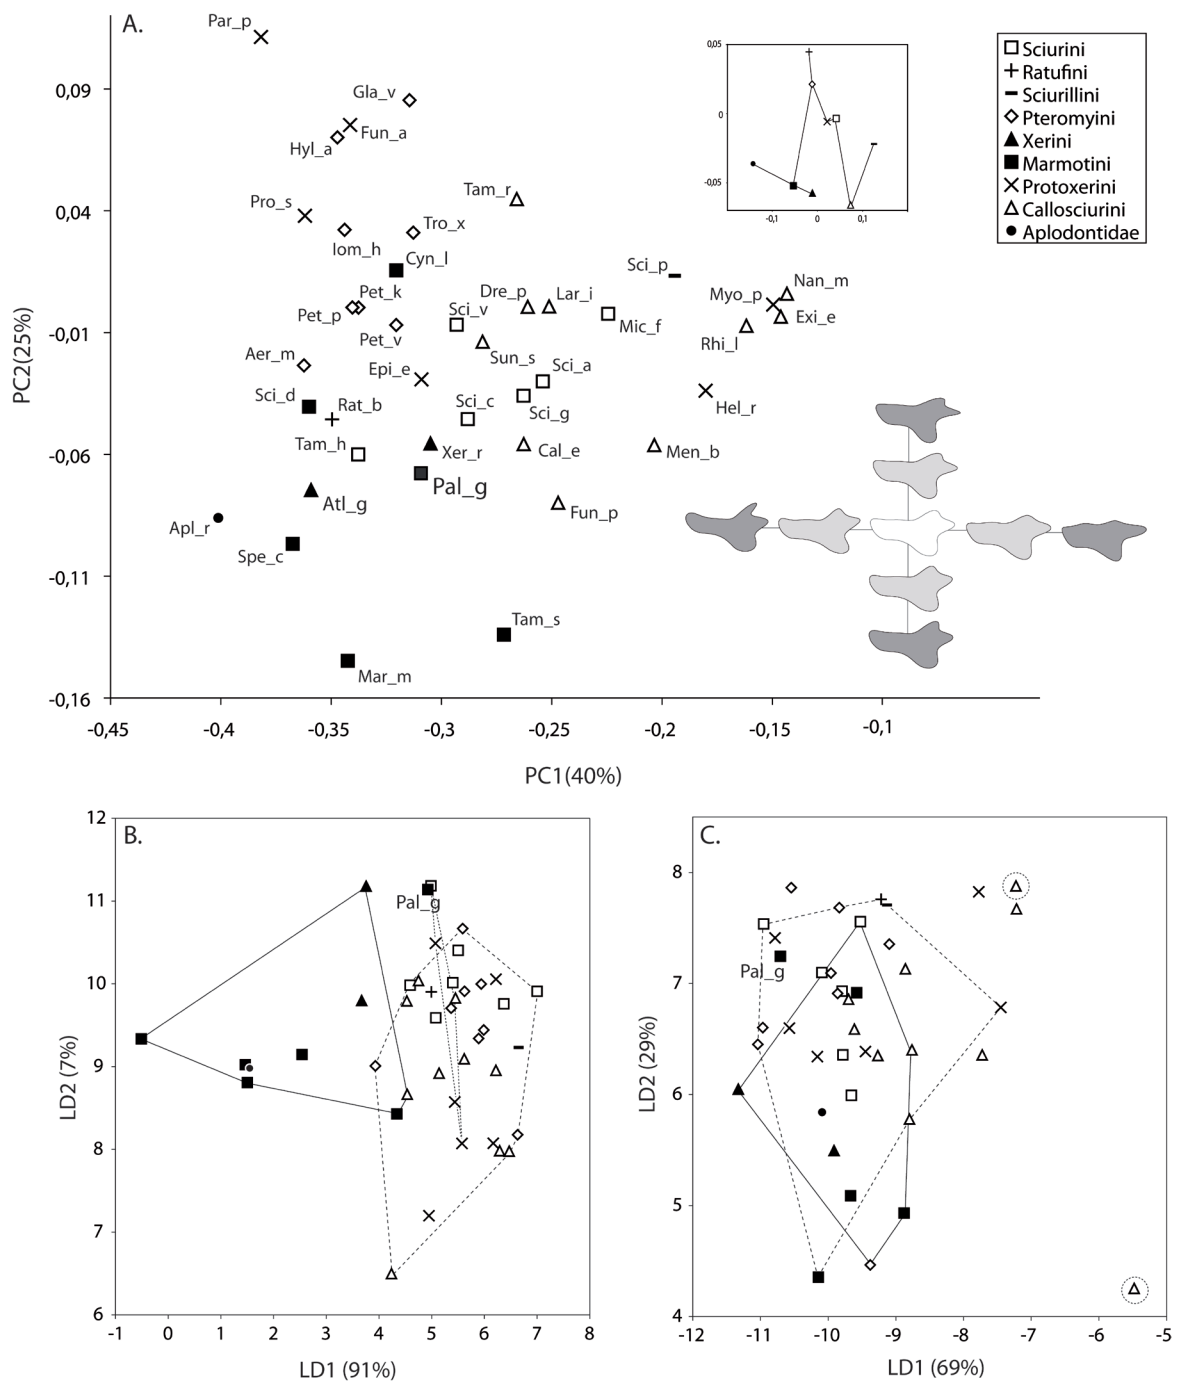 A.
Par_p
Gla_v
Fun_a
Hyl_a
Tam_r
Pro_s
Tro_x
Iom_h
Cyn_l
Sci_p
Nan_m
Myo_p
Exi_e
Rhi_l
Pet_k
Pet_p
Pet_v
Dre_p
Lar_i
Sci_v
Mic_f
Sun_s
Aer_m
Epi_e
Sci_a
Sci_d
Rat_b
Sci_c
Sci_g
Hel_r
Tam_h
Xer_r
Cal_e
Men_b
Pal_g
Atl_g
Fun_p
Apl_r
Spe_c
Tam_s
Mar_m
0,09
0,04
-0,01
-0,06
-0,11
-0,16
PC2(25%)
-0,45
-0,4
-0,35
-0,3
-0,25
-0,2
-0,15
-0,1
PC1(40%)
0,05
0
-0,05
-0,1
0
0,1
Sciurini
Ratufini
Sciurillini
Pteromyini
Xerini
Marmotini
Protoxerini
Callosciurini
Aplodontidae
B.
Pal_g
12
11
10
9
8
7
6
LD2 (7%)
-1
0
1
2
3
4
5
6
7
8
LD1 (91%)
C.
Pal_g
8
7
6
5
4
LD2 (29%)
-12
-11
-10
-9
-8
-7
-6
-5
LD1 (69%)